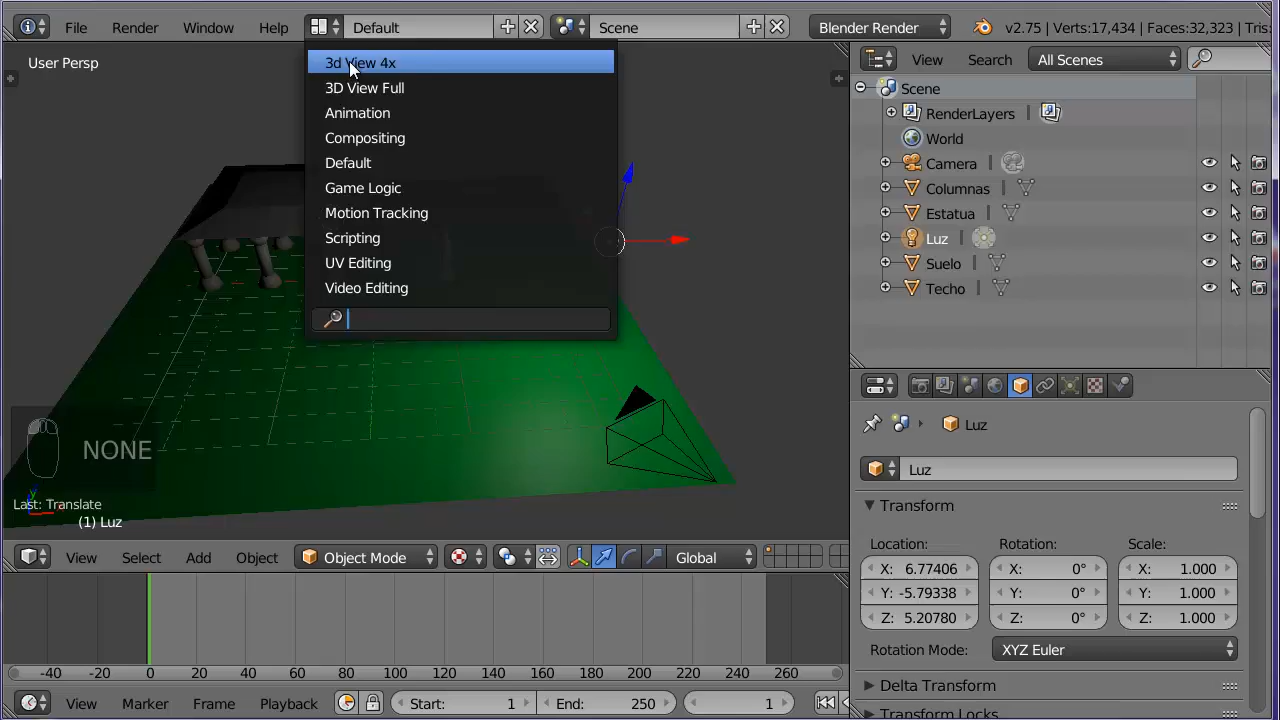 File Render Window Help Default Scene Blender Render v2.75 | Verts:17,434 | Faces:32,323 | Tris:
User Persp
3d View 4x
3D View Full
Animation
Compositing
Default
Game Logic
Motion Tracking
Scripting
UV Editing
Video Editing
NONE
Last: Translate
(1) Luz
View Select Add Object Object Mode Global
-40 -20 0 20 40 60 80 100 120 140 160 180 200 220 240 260
View Marker Frame Playback Start: 1 End: 250 1
View Search All Scenes
Scene
RenderLayers
World
Camera
Columnas
Estatua
Luz
Suelo
Techo
Luz
Luz
Transform
Location: Rotation: Scale:
X: 6.77406 X: 0° X: 1.000
Y: -5.79338 Y: 0° Y: 1.000
Z: 5.20780 Z: 0° Z: 1.000
Rotation Mode: XYZ Euler
Delta Transform
Transform Locks